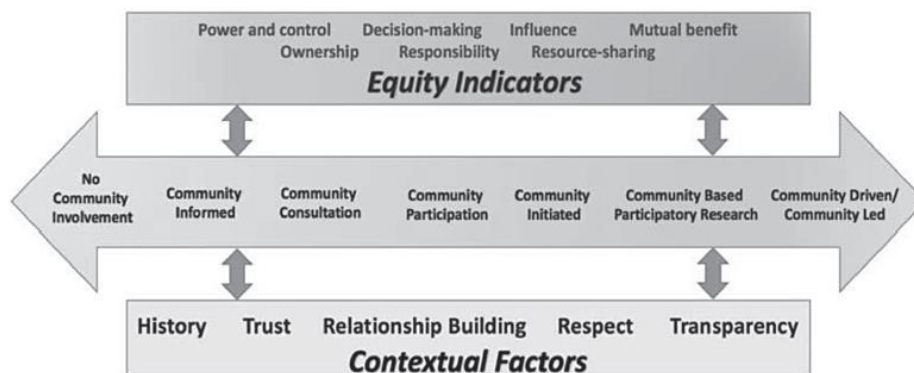 Power and control Decision-making Influence Mutual benefit
Ownership Responsibility Resource-sharing
Equity Indicators
No
Community
Involvement
Community
Informed
Community
Consultation
Community
Participation
Community
Initiated
Community Based
Participatory Research
Community Driven/
Community Led
History Trust Relationship Building Respect Transparency
Contextual Factors